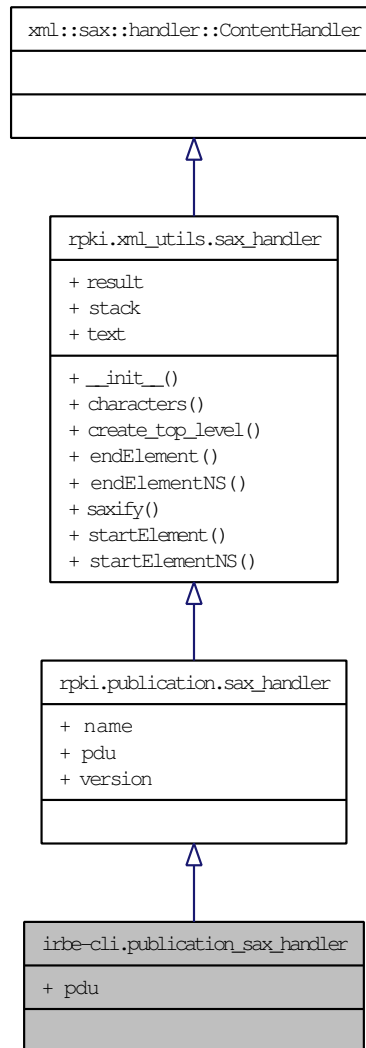 xml::sax::handler::ContentHandler
rpki.xml_utils.sax_handler
+ result
+ stack
+ text
+ __init__()
+ characters()
+ create_top_level()
+ endElement()
+ endElementNS()
+ saxify()
+ startElement()
+ startElementNS()
rpki.publication.sax_handler
+ name
+ pdu
+ version
irbe-cli.publication_sax_handler
+ pdu